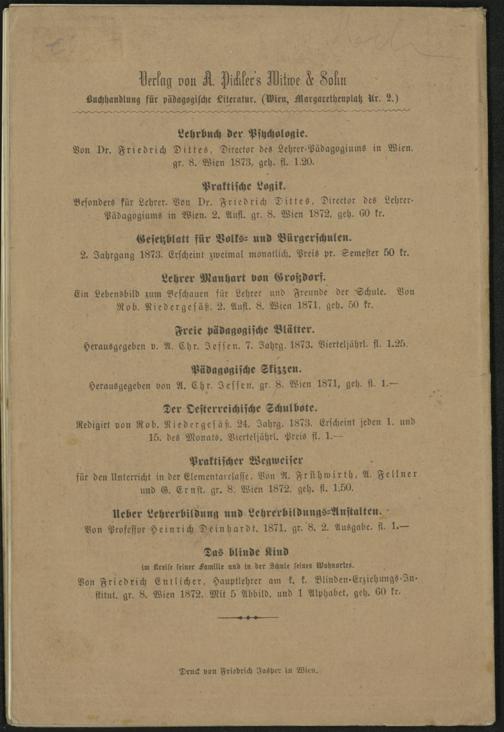 Verlag von A. Pichler's Witwe & Sohn
Buchhandlung für pädagogische Literatur. (Wien, Margarethenplatz Nr. 2.)
Lehrbuch der Psychologie.
Von Dr. Friedrich Dittes, Director des Lehrer-Pädagogiums in Wien.
gr. 8. Wien 1873, geh. fl. 1.20.
Praktische Logik.
Besonders für Lehrer. Von Dr. Friedrich Dittes, Director des Lehrer-
Pädagogiums in Wien. 2. Aufl. gr. 8. Wien 1872, geh. 60 kr.
Gesetzblatt für Volks- und Bürgerschulen.
2. Jahrgang 1873. Erscheint zweimal monatlich. Preis pr. Semester 50 kr.
Lehrer Manhart von Großdorf.
Ein Lebensbild zum Beschauen für Lehrer und Freunde der Schule. Von
Rob. Niedergesäß. 2. Aufl. 8. Wien 1871, geh. 50 kr.
Freie pädagogische Blätter.
Herausgegeben v. A. Chr. Jessen. 7. Jahrg. 1873. Vierteljährl. fl. 1.25.
Pädagogische Skizzen.
Herausgegeben von A. Chr. Jessen, gr. 8. Wien 1871, geh. fl. 1.—
Der Oesterreichische Schulbote.
Redigirt von Rob. Niedergesäß. 24. Jahrg. 1873. Erscheint jeden 1. und
15. des Monats. Vierteljährl. Preis fl. 1.—
Praktischer Wegweiser
für den Unterricht in der Elementarclasse. Von A. Frühwirth, A. Fellner
und G. Ernst. gr. 8. Wien 1872. geh. fl. 1.50.
Ueber Lehrerbildung und Lehrerbildungs-Anstalten.
Von Professor Heinrich Deinhardt. 1871. gr. 8. 2. Ausgabe. fl. 1.—
Das blinde Kind
im Kreise seiner Familie und in der Schule seines Wohnortes.
Von Friedrich Entlicher, Hauptlehrer am k. k. Blinden-Erziehungs-In-
stitut. gr. 8. Wien 1872. Mit 5 Abbild. und 1 Alphabet, geh. 60 kr.
Druck von Friedrich Jasper in Wien.